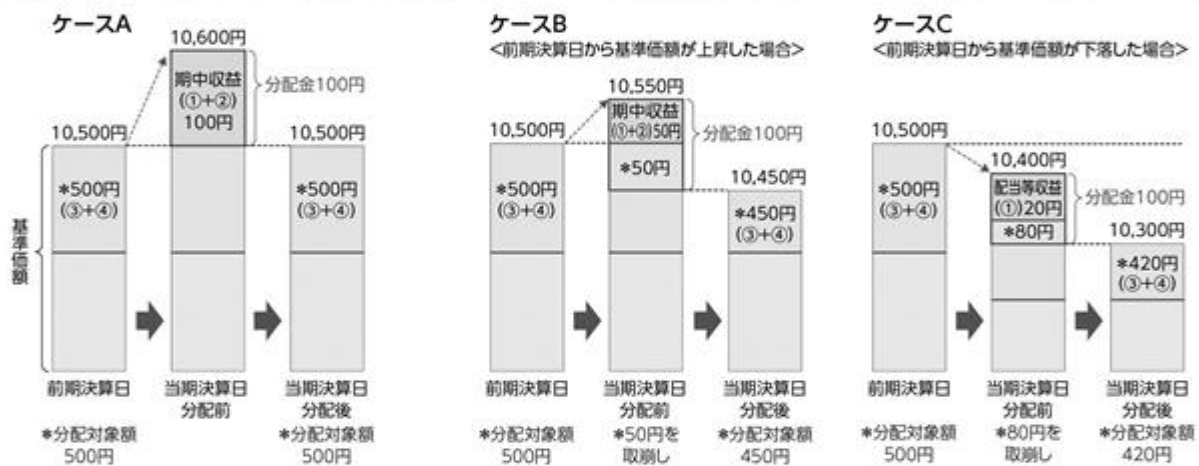 ケースA
10,600円
期中収益
(①+②)
100円
分配金100円
10,500円
10,500円
*500円
(③+④)
*500円
(③+④)
基準価額
前期決算日
当期決算日
分配前
当期決算日
分配後
*分配対象額
500円
*分配対象額
500円
ケースB
<前期決算日から基準価額が上昇した場合>
10,550円
期中収益
(①+②)50円
分配金100円
10,500円
*50円
10,450円
*500円
(③+④)
*450円
(③+④)
前期決算日
当期決算日
分配前
当期決算日
分配後
*分配対象額
500円
*50円を
取崩し
*分配対象額
450円
ケースC
<前期決算日から基準価額が下落した場合>
10,500円
10,400円
配当等収益
(①)20円
分配金100円
*500円
(③+④)
*80円
10,300円
*420円
(③+④)
前期決算日
当期決算日
分配前
当期決算日
分配後
*分配対象額
500円
*80円を
取崩し
*分配対象額
420円